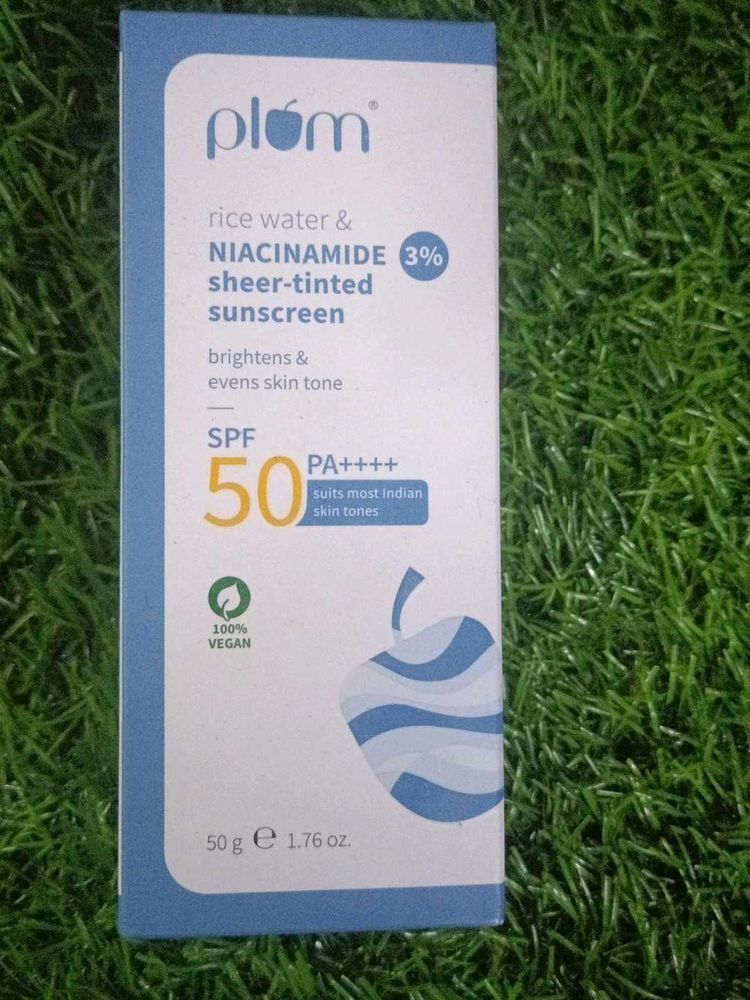 plum®
rice water &
NIACINAMIDE 3%
sheer-tinted
sunscreen
brightens &
evens skin tone
SPF
50 PA++++
suits most Indian
skin tones
100%
VEGAN
50 g ℮ 1.76 oz.